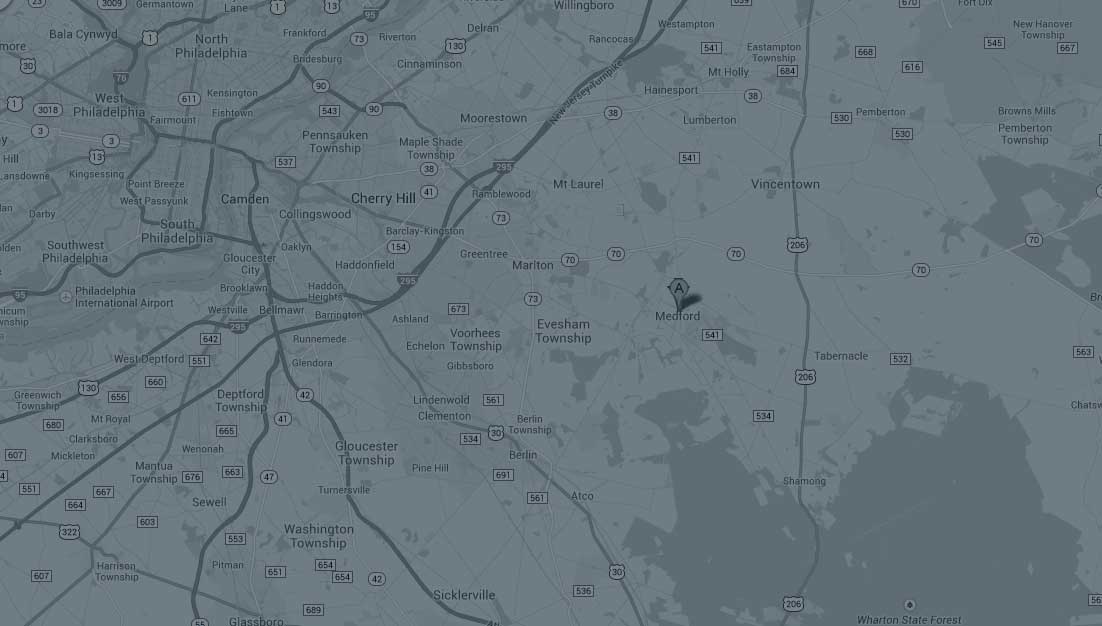 23
3009
Germantown
Lane
1
13
95
Willingboro
Delran
Westampton
670
Fort Dix
Bala Cynwyd
1
North
Philadelphia
Frankford
73
Riverton
130
Rancocas
541
Eastampton
Township
668
New Hanover
Township
545
667
30
76
Bridesburg
Cinnaminson
New Jersey Turnpike
Mt Holly
684
616
West
Philadelphia
611
Kensington
90
Hainesport
38
1
3018
Fairmount
Fishtown
543
90
Moorestown
38
Lumberton
530
Pemberton
Browns Mills
3
3
Pennsauken
Township
Maple Shade
Township
530
Pemberton
Township
Hill
13
537
38
295
541
Kingsessing
Point Breeze
41
Ramblewood
Mt Laurel
Vincentown
Darby
West Passyunk
Camden
Cherry Hill
Collingswood
73
South
Philadelphia
Barclay-Kingston
Southwest
Philadelphia
Oaklyn
154
Greentree
70
70
70
206
70
Gloucester
City
Haddonfield
Marlton
70
295
Philadelphia
International Airport
Brooklawn
Haddon
Heights
73
A
95
Westville
Bellmawr
Barrington
Ashland
673
Medford
295
642
Runnemede
Echelon
Voorhees
Township
Evesham
Township
541
563
West Deptford
551
Glendora
Gibbsboro
Tabernacle
532
130
660
206
Greenwich
Township
656
Deptford
Township
42
Lindenwold
561
Mt Royal
41
Clementon
Berlin
Township
534
680
665
30
Clarksboro
534
607
Mickleton
Wenonah
Gloucester
Township
Berlin
Mantua
Township
676
663
47
Pine Hill
691
Shamong
551
667
Turnersville
561
Atco
664
Sewell
603
322
553
Washington
Township
607
Harrison
Township
Pitman
651
654
654
42
30
536
Sicklerville
689
206
55
Glassboro
Wharton State Forest